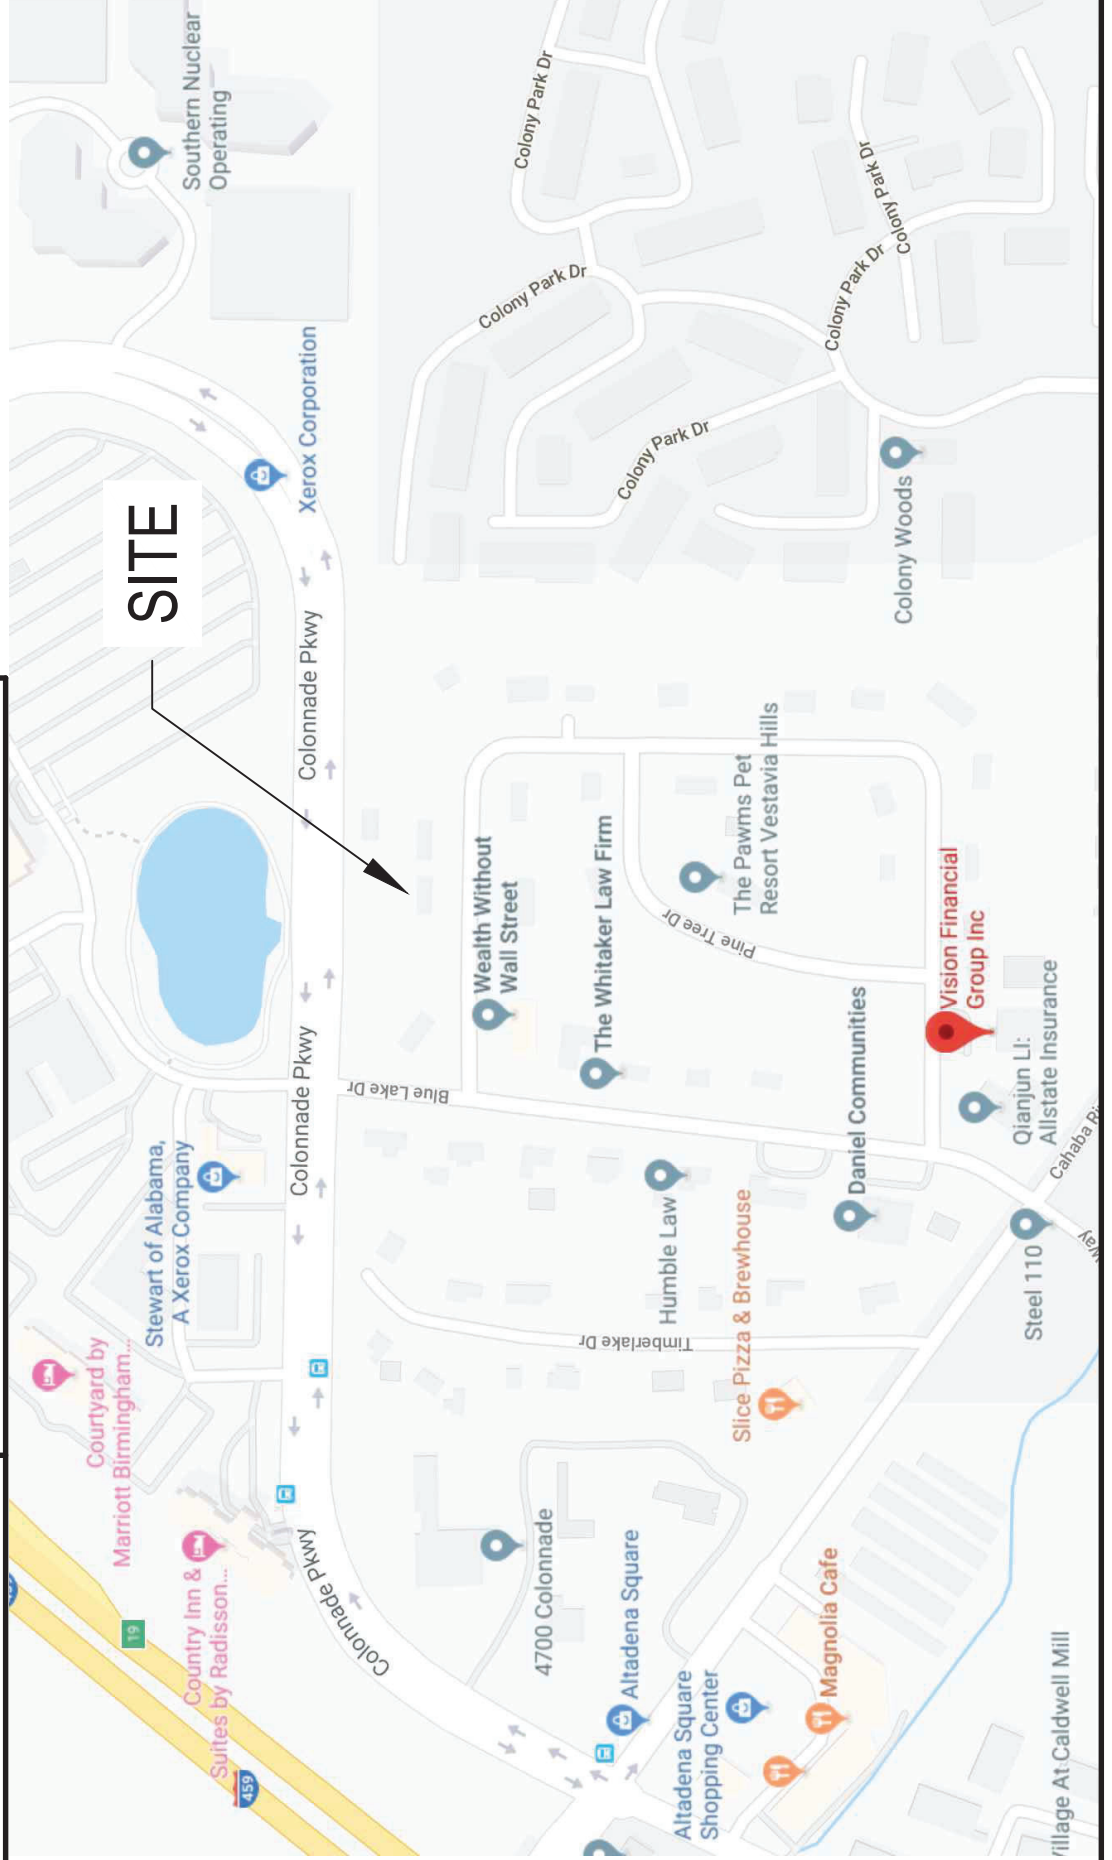 Southern Nuclear
Operating
Colony Park Dr
Colony Park Dr
Colony Park Dr
Colony Park Dr
Colony Park Dr
Xerox Corporation
SITE
Colony Woods
Colonnade Pkwy
Wealth Without
Wall Street
The Whitaker Law Firm
The Pawms Pet
Resort Vestavia Hills
Pine Tree Dr
Vision Financial
Group Inc
Colonnade Pkwy
Blue Lake Dr
Daniel Communities
Qianjun LI:
Allstate Insurance
Stewart of Alabama,
A Xerox Company
Humble Law
Slice Pizza & Brewhouse
Timberlake Dr
Steel 110
Way
Courtyard by
Marriott Birmingham...
Country Inn &
Suites by Radisson...
19
459
Colonnade Pkwy
4700 Colonnade
Altadena Square
Altadena Square
Shopping Center
Magnolia Cafe
Cahaba Ri
Village At Caldwell Mill